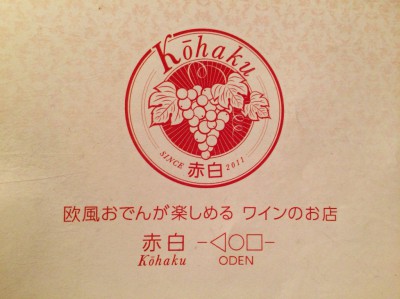 Kōhaku
SINCE 赤白 2011
欧風おでんが楽しめる ワインのお店
赤白 -◁○□-
Kōhaku ODEN